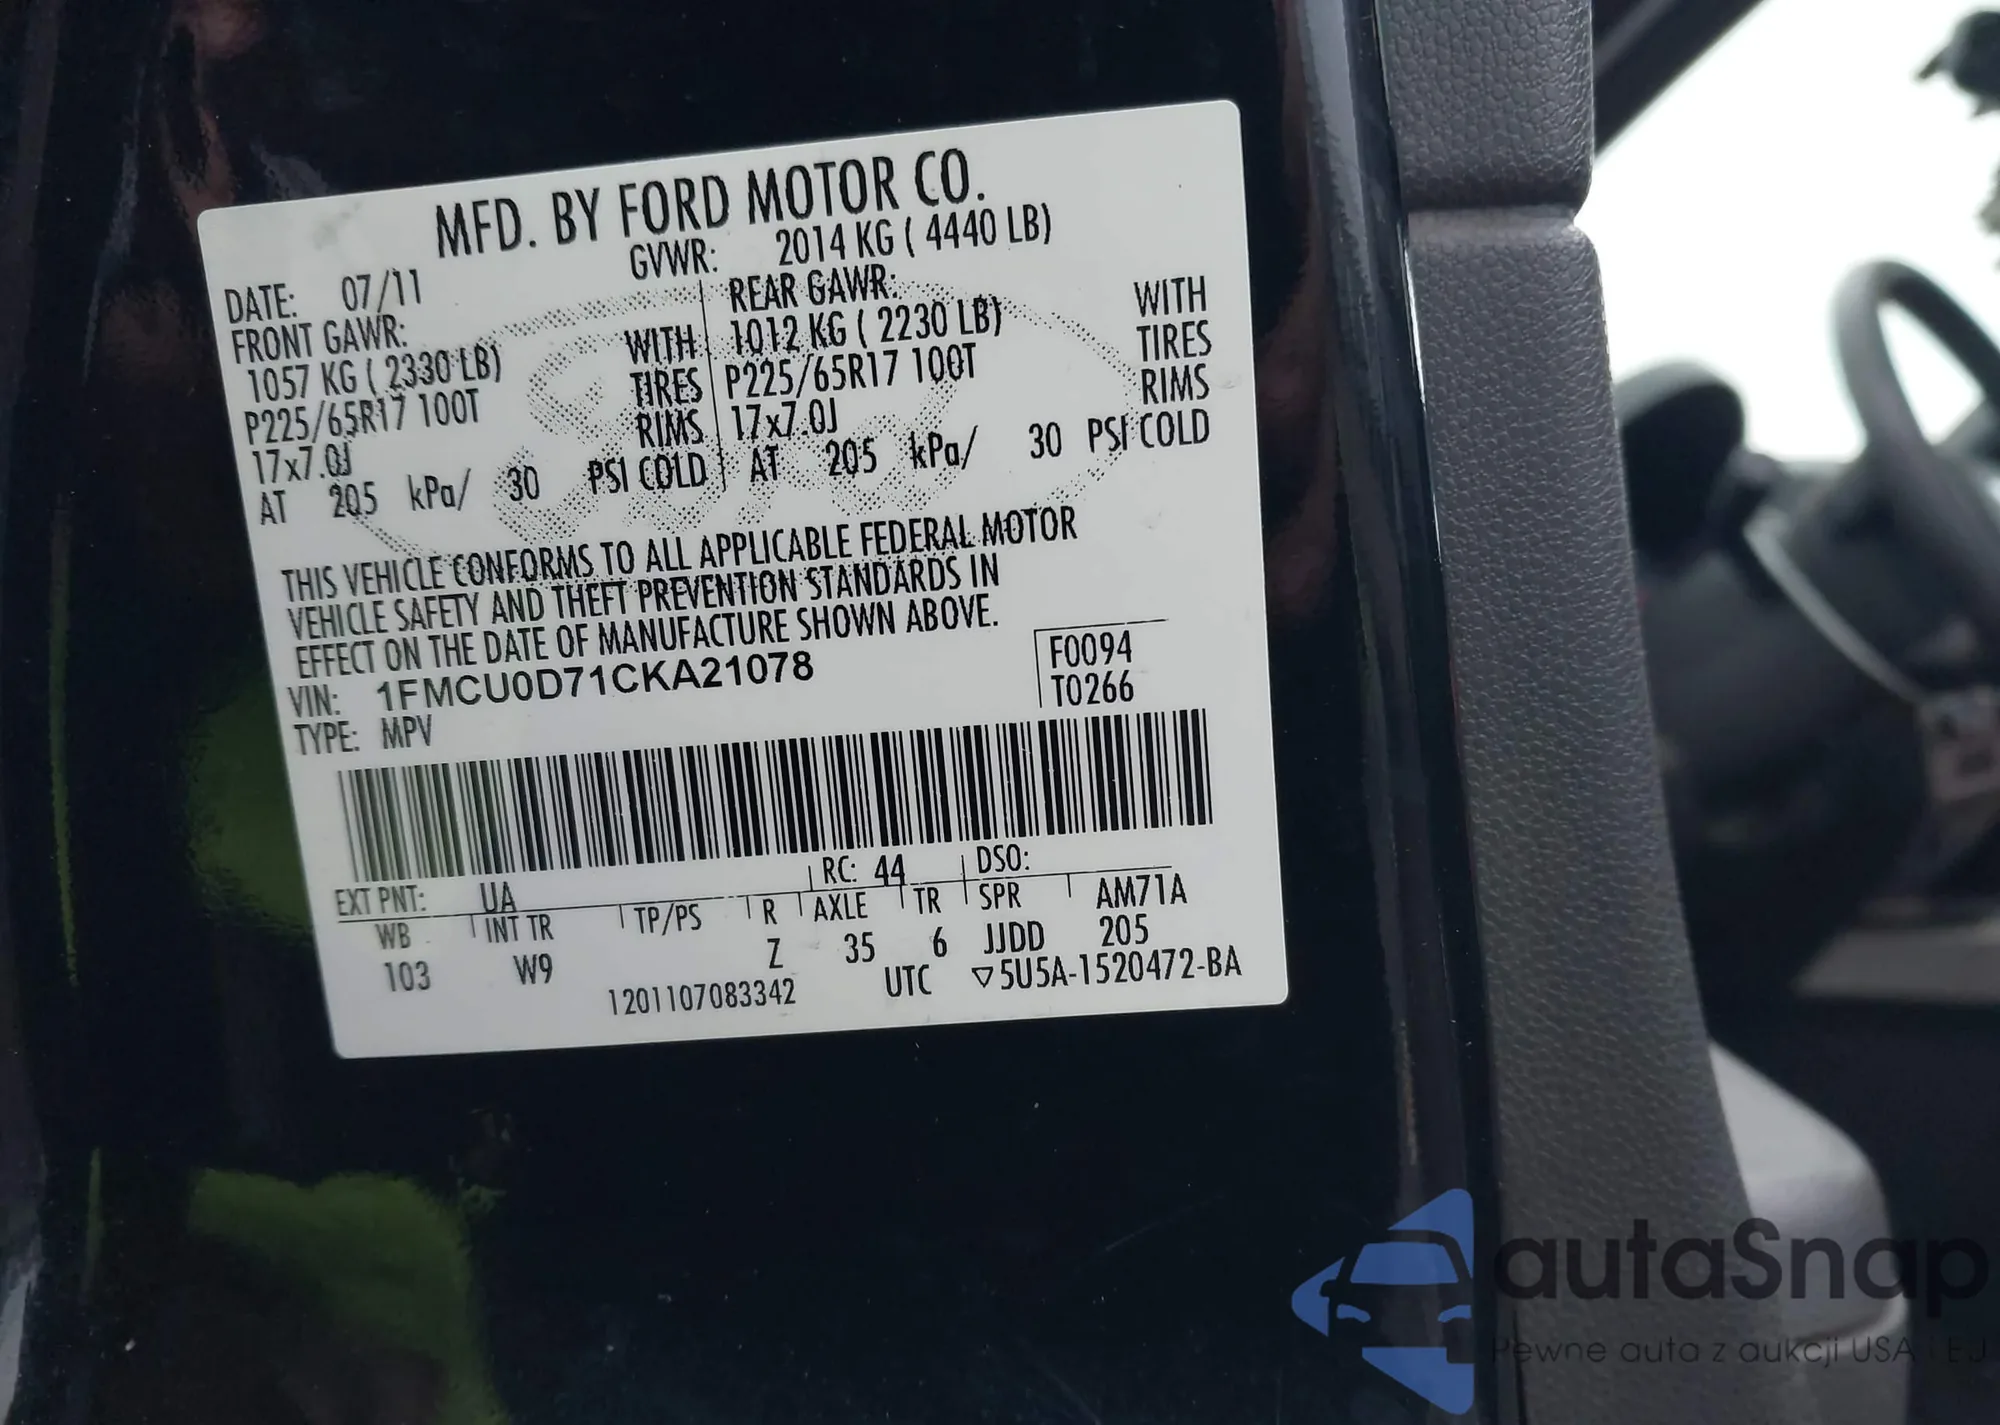 MFD. BY FORD MOTOR CO.
DATE: 07/11 GVWR: 2014 KG ( 4440 LB)
FRONT GAWR: REAR GAWR:
1057 KG ( 2330 LB) WITH 1012 KG ( 2230 LB) WITH
P225/65R17 100T TIRES P225/65R17 100T TIRES
17x7.0J RIMS 17x7.0J RIMS
AT 205 kPa/ 30 PSI COLD AT 205 kPa/ 30 PSI COLD
THIS VEHICLE CONFORMS TO ALL APPLICABLE FEDERAL MOTOR
VEHICLE SAFETY AND THEFT PREVENTION STANDARDS IN
EFFECT ON THE DATE OF MANUFACTURE SHOWN ABOVE.
VIN: 1FMCU0D71CKA21078 F0094
TYPE: MPV T0266
EXT PNT: UA RC: 44 DSO:
WB INT TR TP/PS R AXLE TR SPR AM71A
103 W9 Z 35 6 JJDD 205
1201107083342 UTC ▽5U5A-1520472-BA
autaSnap
Pewne auta z aukcji USA i EU